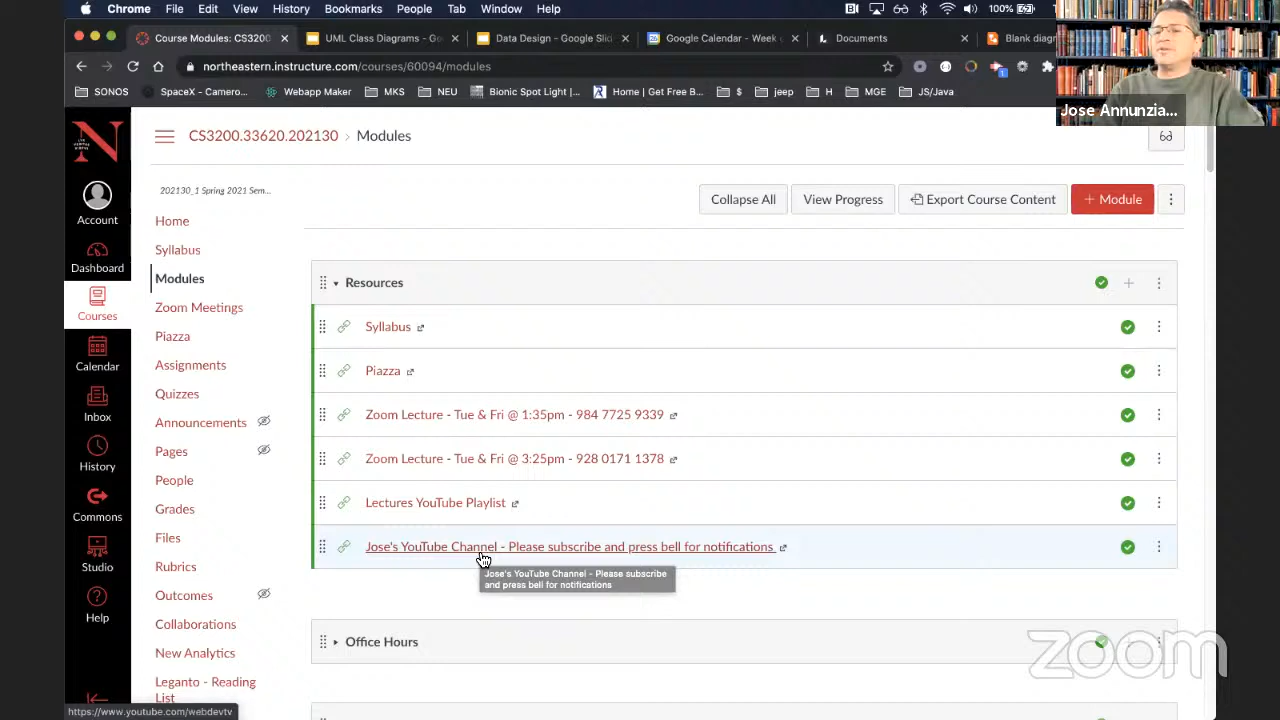 Chrome File Edit View History Bookmarks People Tab Window Help 100%
Course Modules: CS3200 UML Class Diagrams - Go Data Design - Google Sli Google Calendar - Week Documents Blank diag
northeastern.instructure.com/courses/60094/modules
SONOS SpaceX - Camero... Webapp Maker MKS NEU Bionic Spot Light |... Home | Get Free B... $ jeep H MGE JS/Java
Jose Annunzia...
CS3200.33620.202130 › Modules
202130_1 Spring 2021 Sem...
Collapse All View Progress Export Course Content + Module
Account
Dashboard
Courses
Calendar
Inbox
History
Commons
Studio
Help
Home
Syllabus
Modules
Zoom Meetings
Piazza
Assignments
Quizzes
Announcements
Pages
People
Grades
Files
Rubrics
Outcomes
Collaborations
New Analytics
Leganto - Reading
List
Resources
Syllabus
Piazza
Zoom Lecture - Tue & Fri @ 1:35pm - 984 7725 9339
Zoom Lecture - Tue & Fri @ 3:25pm - 928 0171 1378
Lectures YouTube Playlist
Jose's YouTube Channel - Please subscribe and press bell for notifications
Jose's YouTube Channel - Please subscribe
and press bell for notifications
Office Hours
zoom
https://www.youtube.com/webdevtv